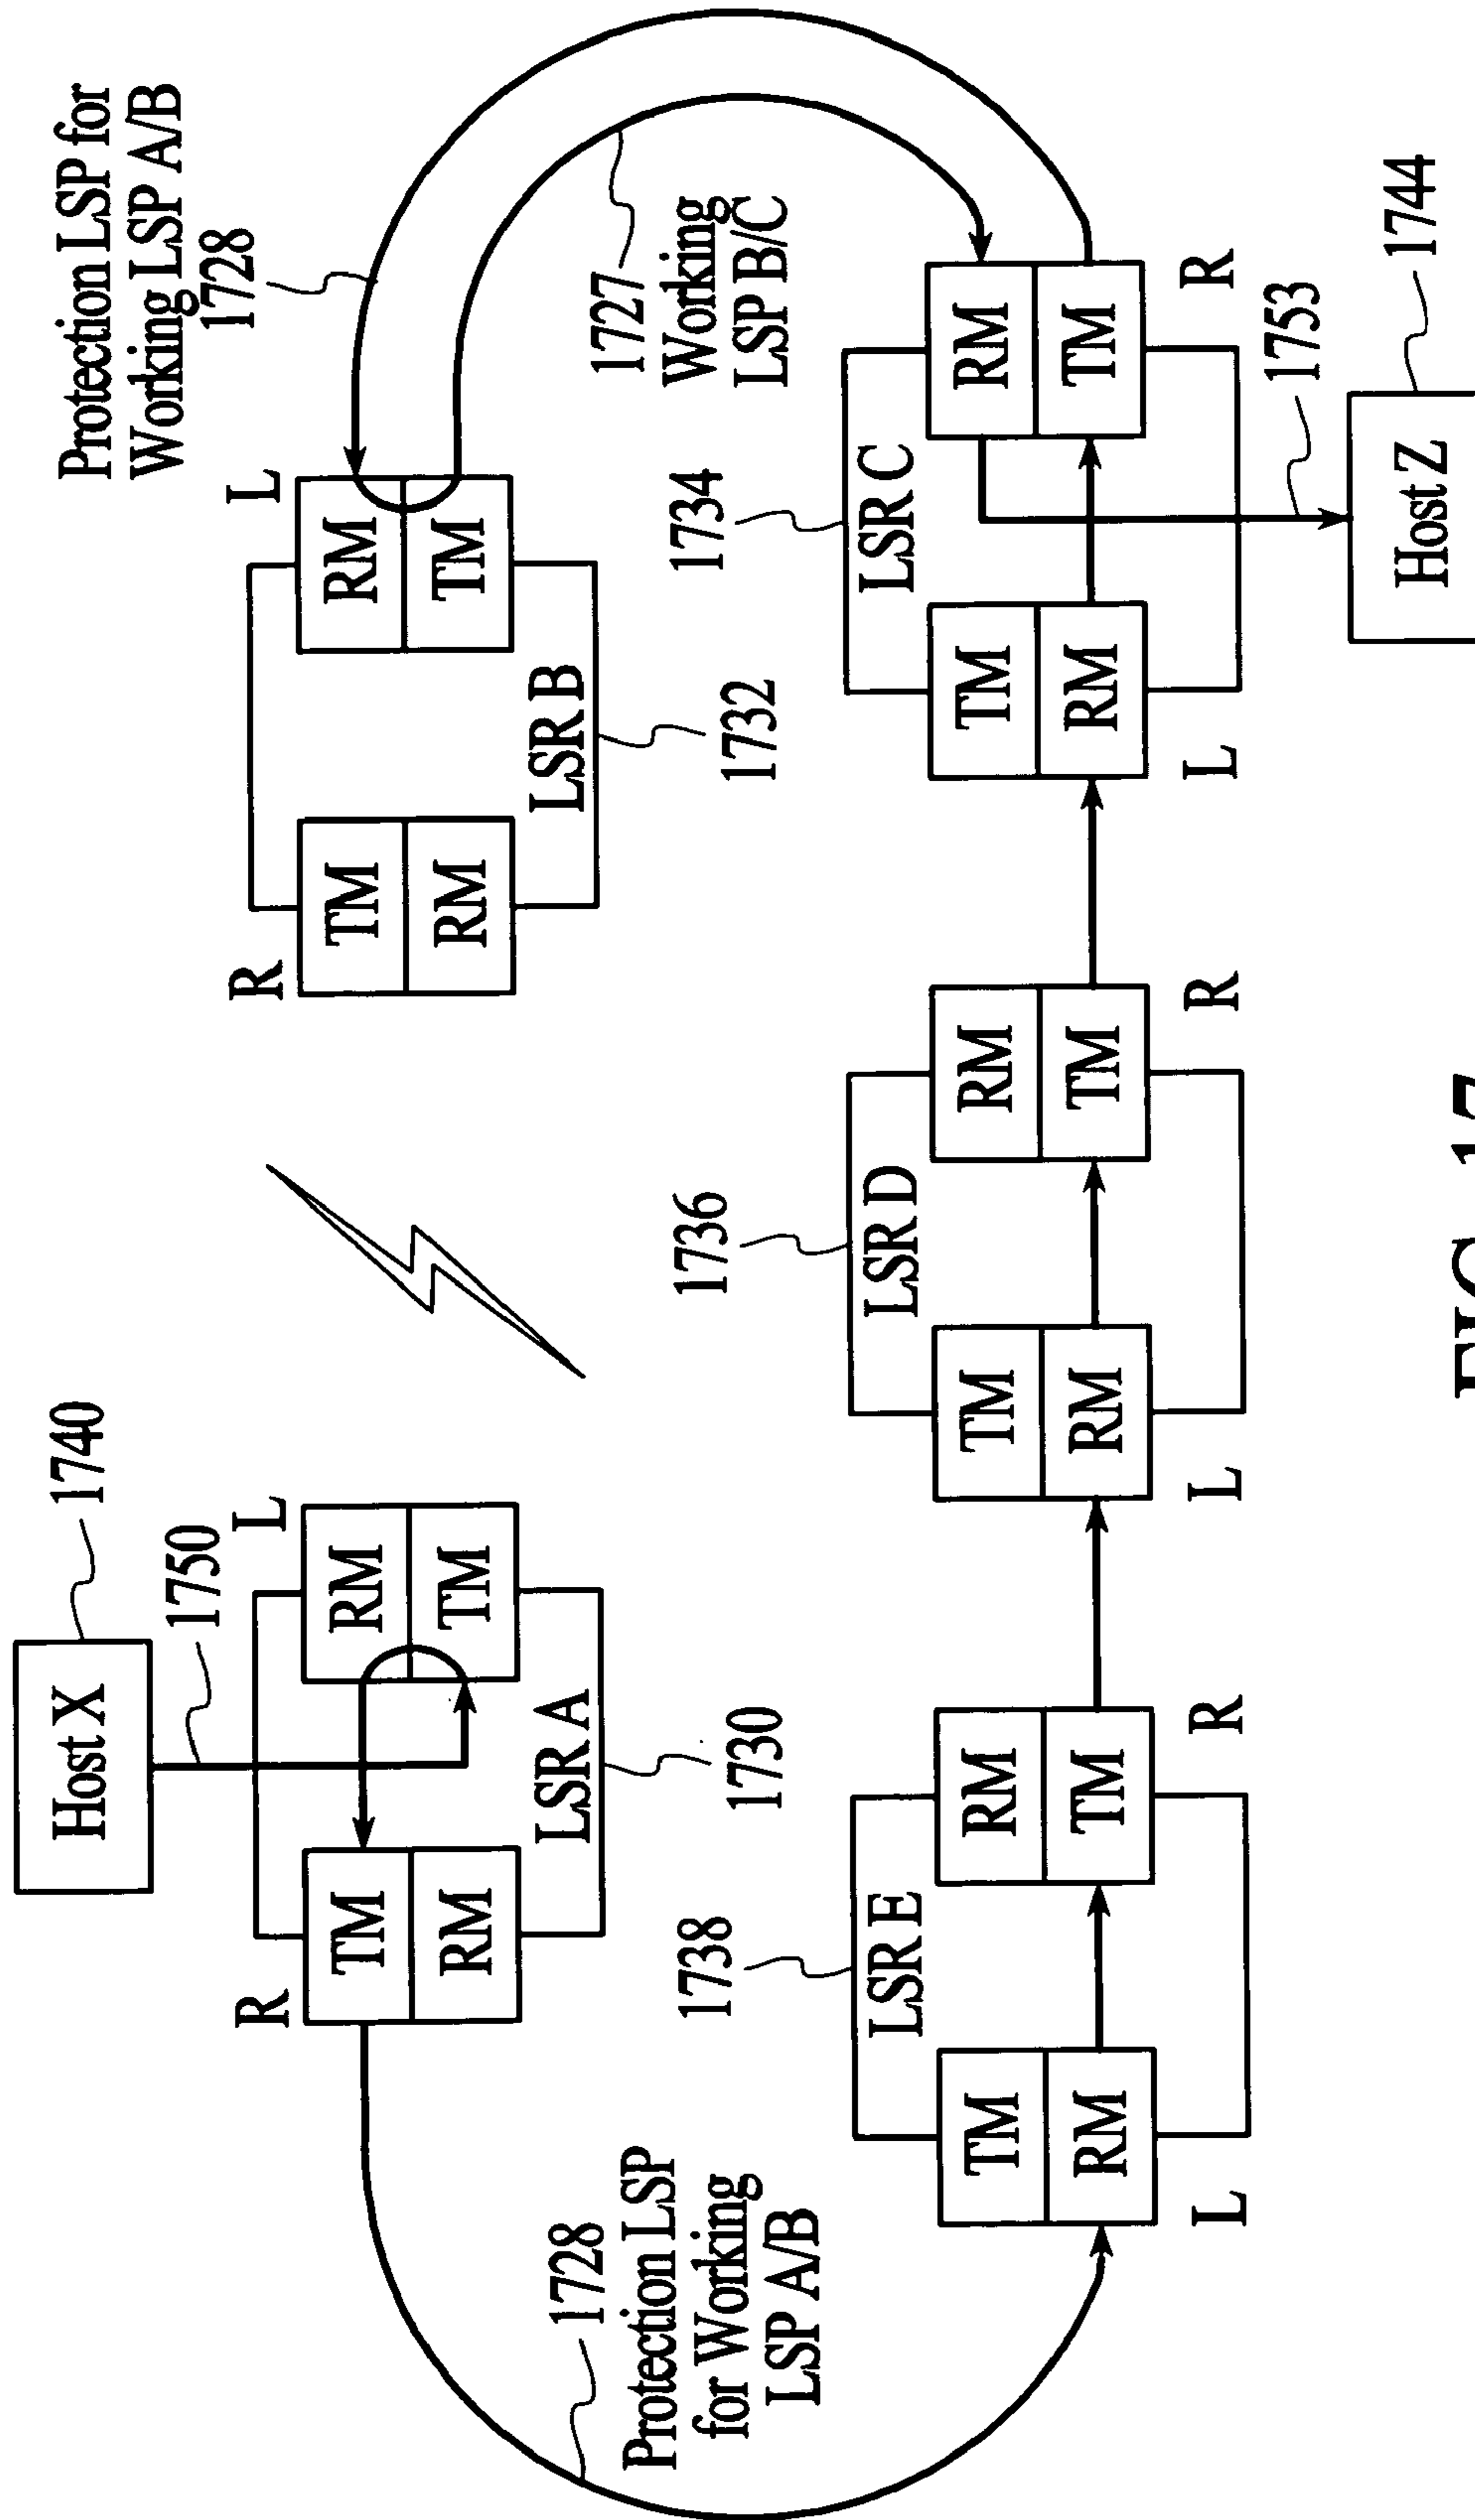 Host X
1740
Protection LSP for
Working LSP A/B
1728
1750
R
L
R
L
TM
RM
TM
RM
RM
TM
RM
TM
LSR A
LSR B
1730
1732
1728
Protection LSP
for Working
LSP A/B
1727
Working
LSP B/C
1738
1736
1734
LSR E
LSR D
LSR C
TM
RM
TM
RM
TM
RM
RM
TM
RM
TM
RM
TM
L
R
L
R
L
R
1753
1744
Host Z